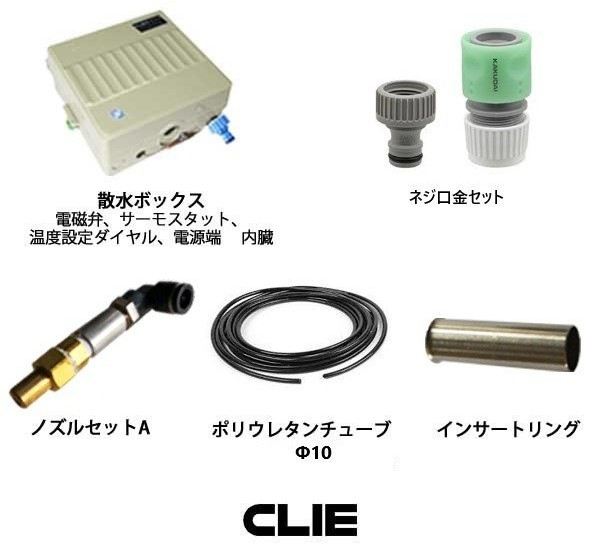 KAKUDAI
散水ボックス
電磁弁、サーモスタット、
温度設定ダイヤル、電源端　内臓
ネジ口金セット
ノズルセットA
ポリウレタンチューブ
Φ10
インサートリング
CLIE